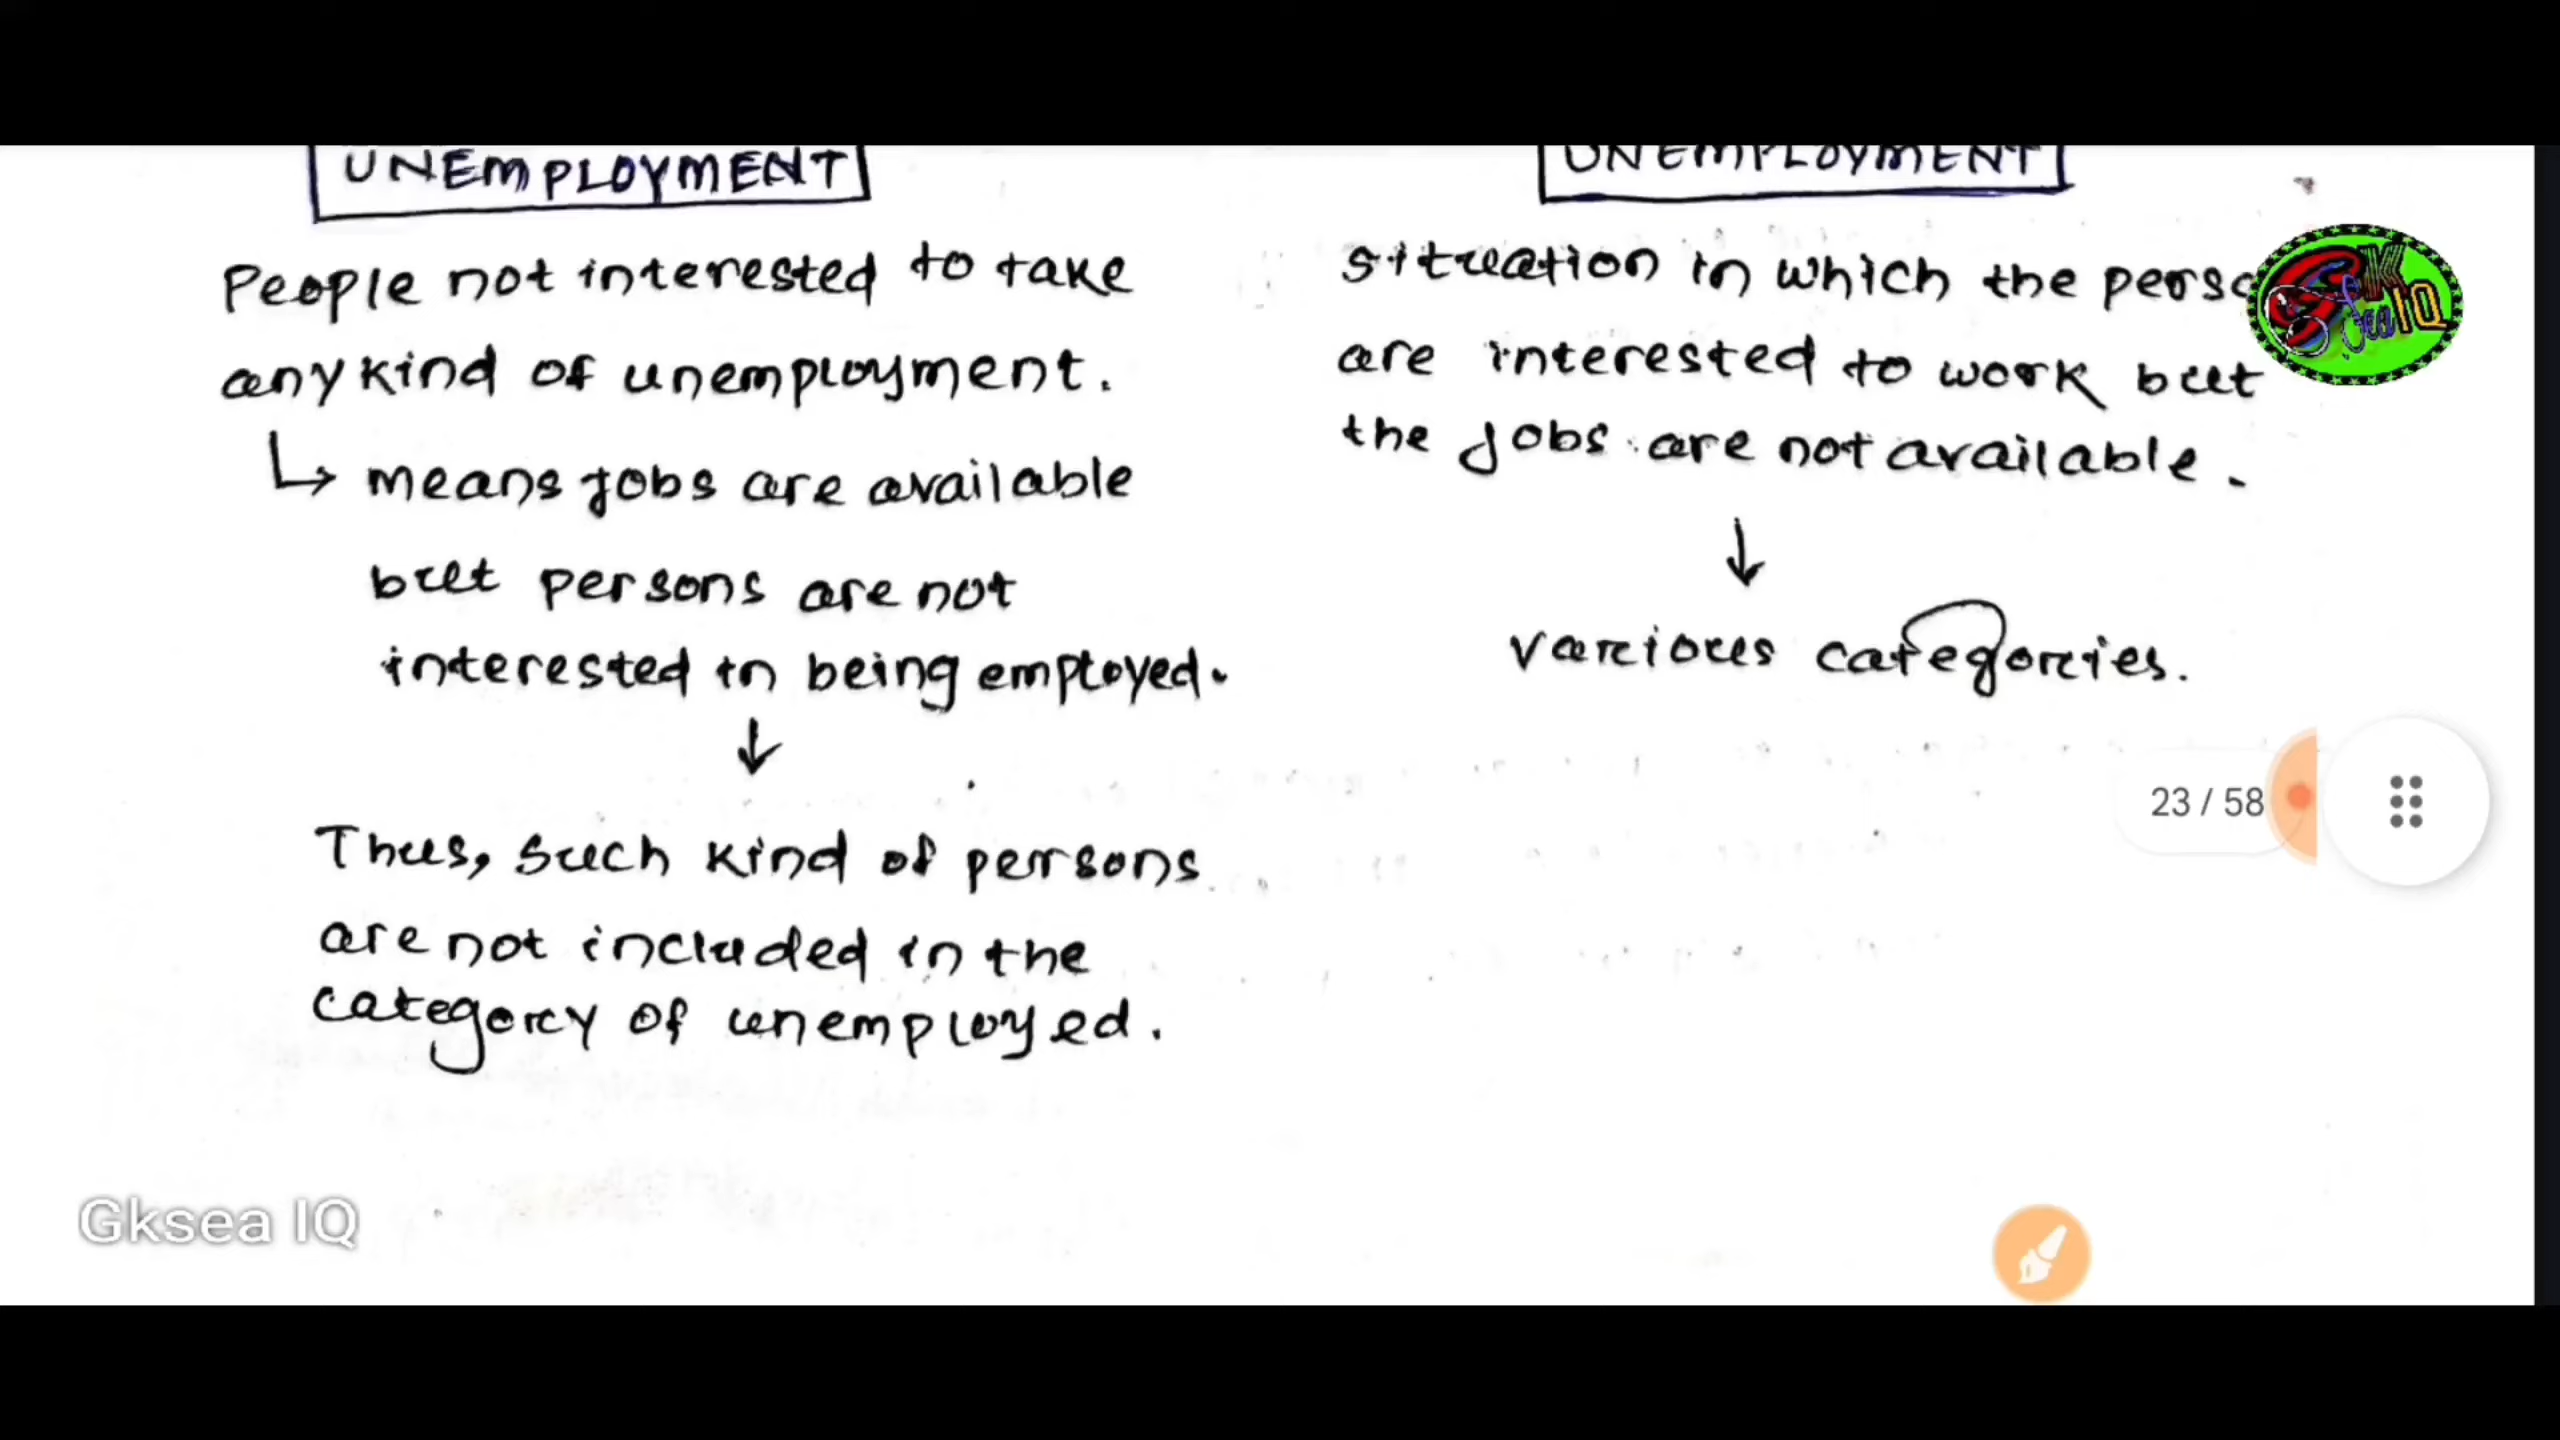 UNEMPLOYMENT
People not interested to take
any kind of unemployment.
↳ means jobs are available
but persons are not
interested in being employed.
↓
Thus, such kind of persons
are not included in the
category of unemployed.
UNEMPLOYMENT
situation in which the perso
are interested to work but
the jobs are not available.
↓
various categories.
GK Sea IQ
23 / 58
Gksea IQ